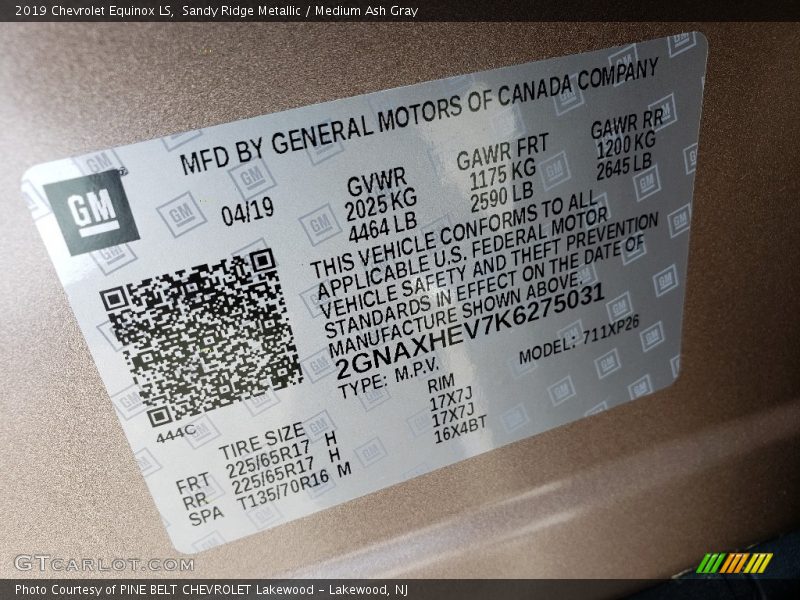 2019 Chevrolet Equinox LS, Sandy Ridge Metallic / Medium Ash Gray
MFD BY GENERAL MOTORS OF CANADA COMPANY
GM
04/19
GVWR
2025 KG
4464 LB
GAWR FRT
1175 KG
2590 LB
GAWR RR
1200 KG
2645 LB
THIS VEHICLE CONFORMS TO ALL
APPLICABLE U.S. FEDERAL MOTOR
VEHICLE SAFETY AND THEFT PREVENTION
STANDARDS IN EFFECT ON THE DATE OF
MANUFACTURE SHOWN ABOVE.
2GNAXHEV7K6275031
TYPE: M.P.V.
MODEL: 711XP26
444C
TIRE SIZE
RIM
FRT 225/65R17 H 17X7J
RR 225/65R17 H 17X7J
SPA T135/70R16 M 16X4BT
GTCARLOT.COM
Photo Courtesy of PINE BELT CHEVROLET Lakewood - Lakewood, NJ